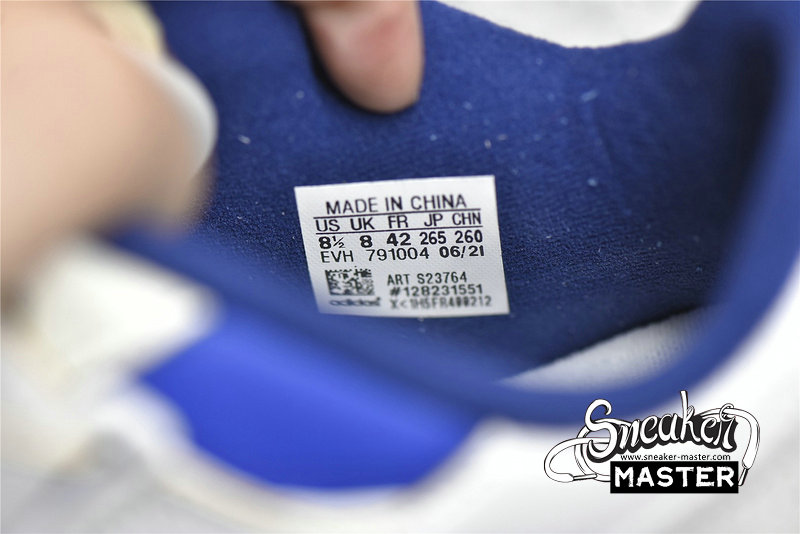 MADE IN CHINA
US UK FR JP CHN
8½ 8 42 265 260
EVH 791004 06/21
ART S23764
#128231551
adidas X<1H5FR400212
Sneaker
www.sneaker-master.com
MASTER